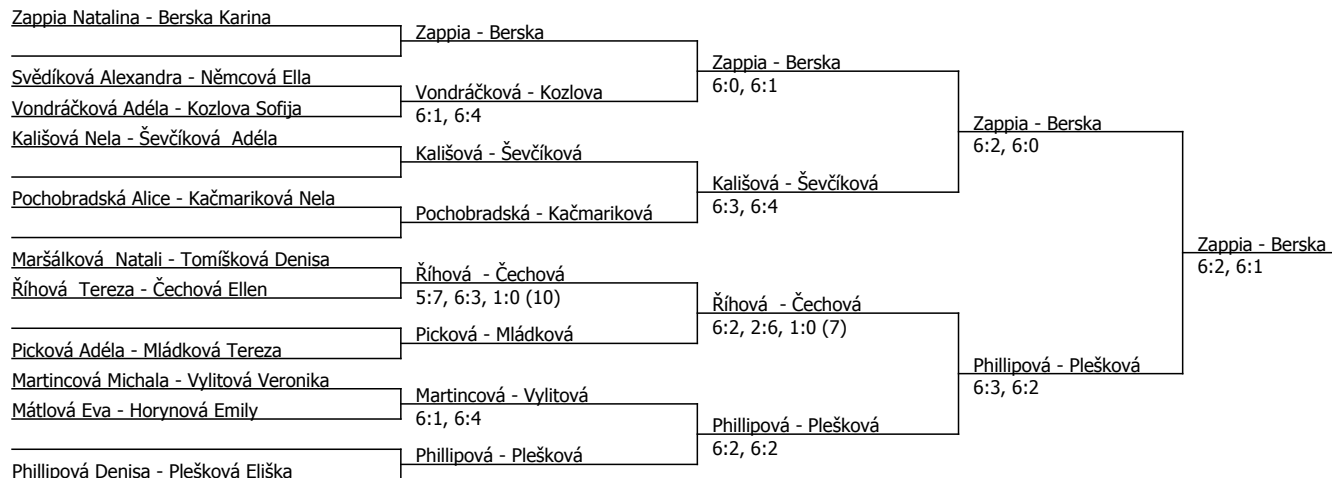 Zappia Natalina - Berska Karina
Svědíková Alexandra - Němcová Ella
Vondráčková Adéla - Kozlova Sofija
Kališová Nela - Ševčíková  Adéla
Pochobradská Alice - Kačmariková Nela
Maršálková  Natali - Tomíšková Denisa
Říhová  Tereza - Čechová Ellen
Picková Adéla - Mládková Tereza
Martincová Michala - Vylitová Veronika
Mátlová Eva - Horynová Emily
Phillipová Denisa - Plešková Eliška
Zappia - Berska
Vondráčková - Kozlova
6:1, 6:4
Kališová - Ševčíková
Pochobradská - Kačmariková
Říhová  - Čechová
5:7, 6:3, 1:0 (10)
Picková - Mládková
Martincová - Vylitová
6:1, 6:4
Phillipová - Plešková
Zappia - Berska
6:0, 6:1
Kališová - Ševčíková
6:3, 6:4
Říhová  - Čechová
6:2, 2:6, 1:0 (7)
Phillipová - Plešková
6:2, 6:2
Zappia - Berska
6:2, 6:0
Phillipová - Plešková
6:3, 6:2
Zappia - Berska
6:2, 6:1